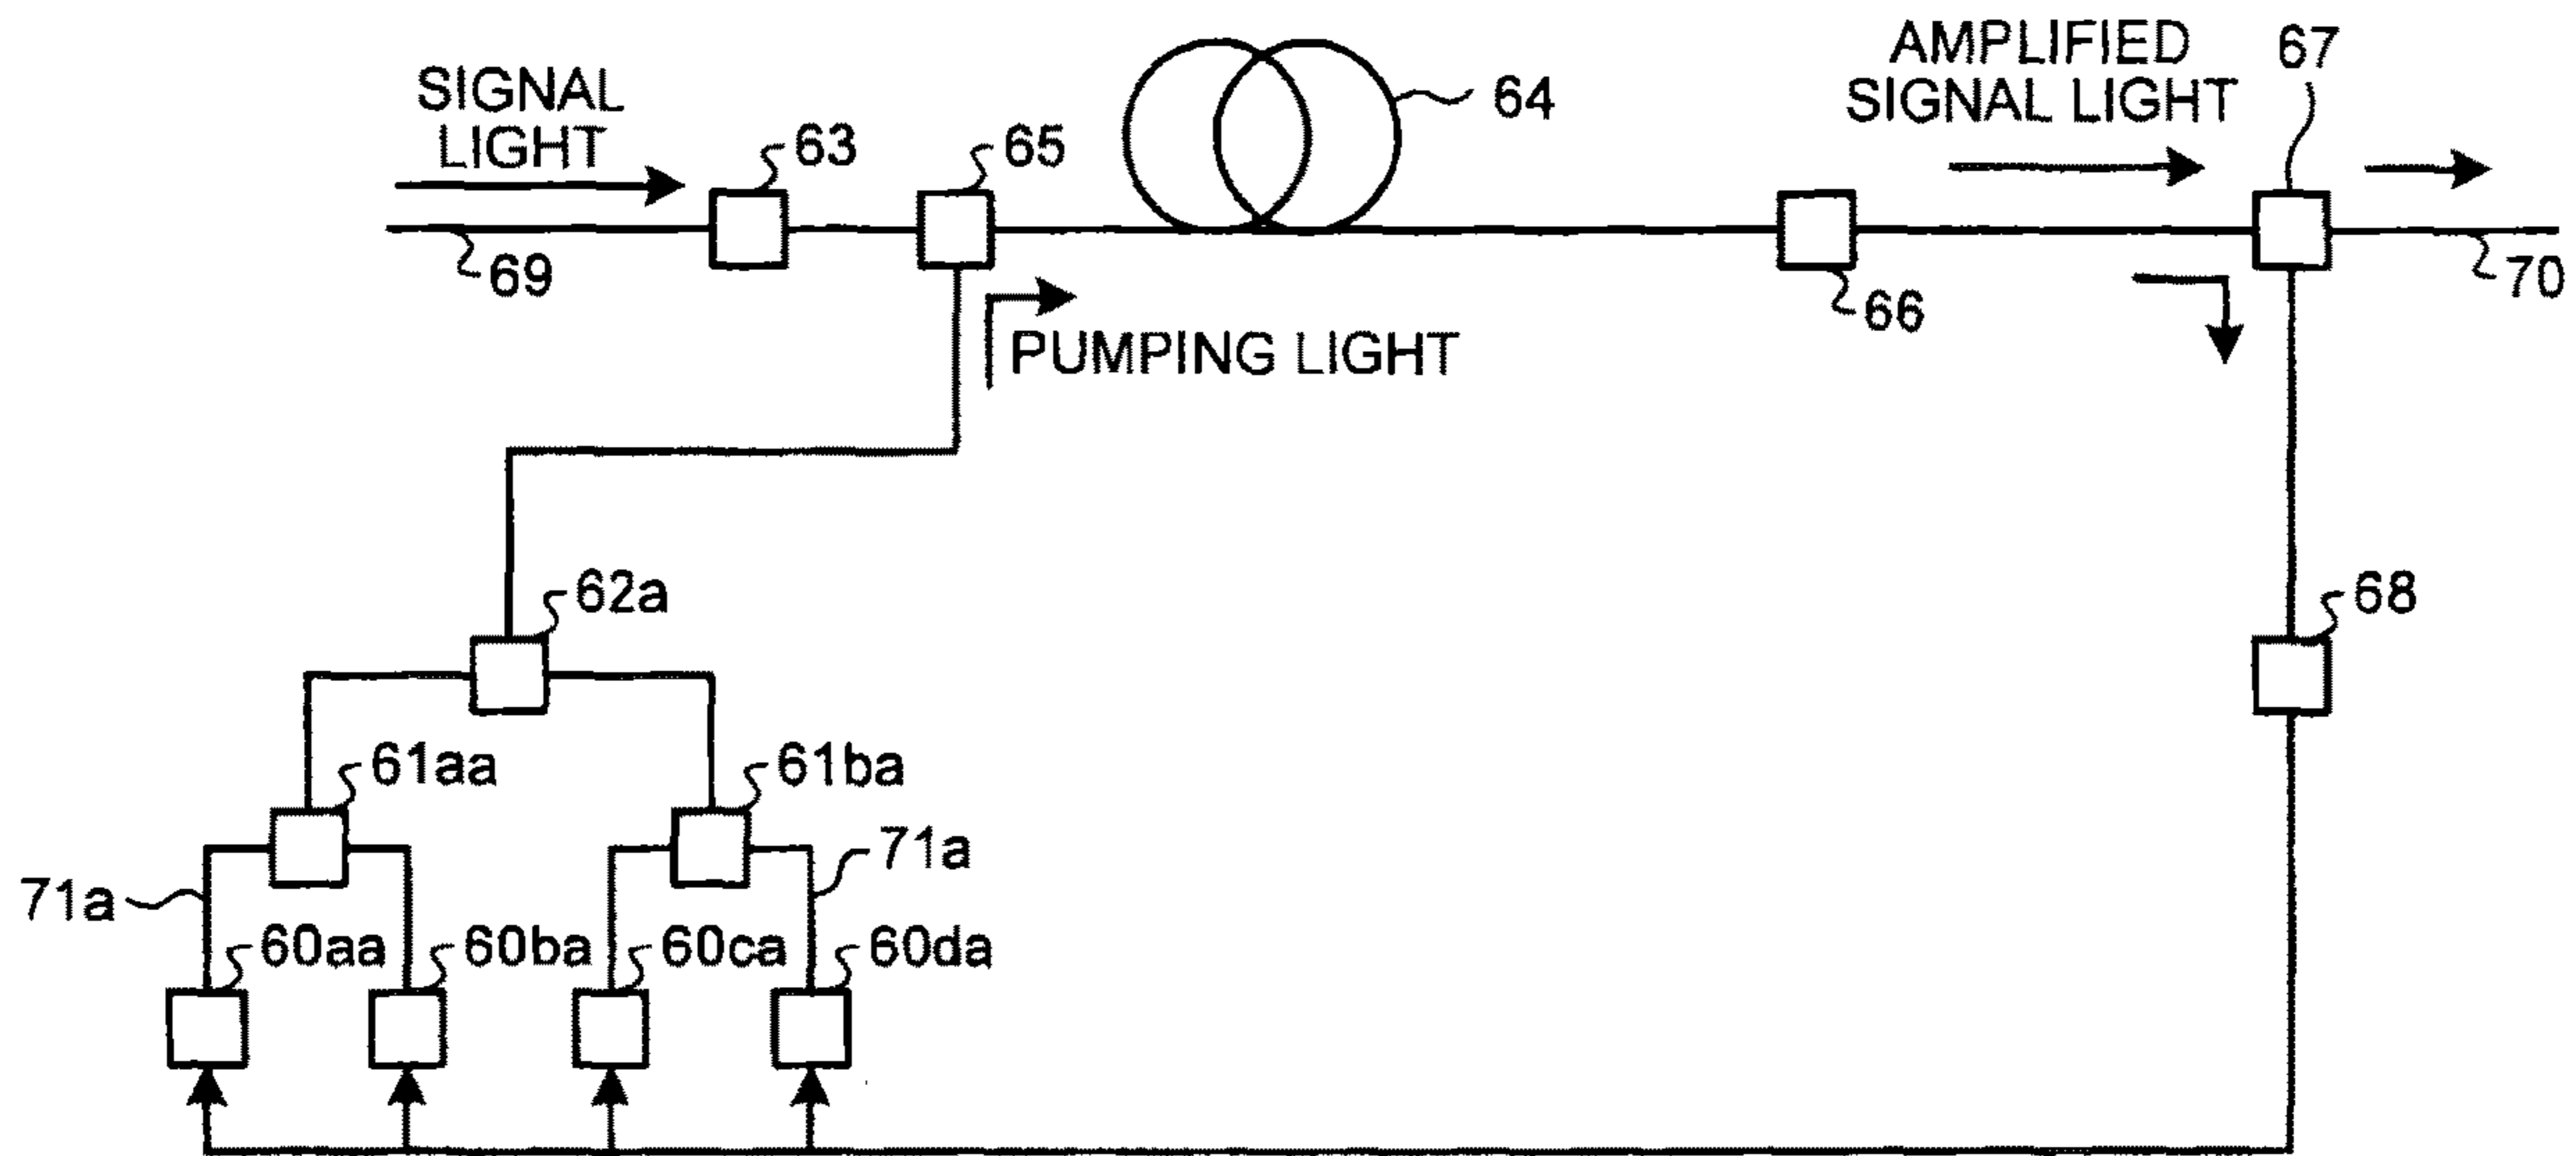 SIGNAL
LIGHT
AMPLIFIED
SIGNAL LIGHT
67
64
63
65
69
PUMPING LIGHT
66
70
62a
68
61aa
61ba
71a
71a
60aa
60ba
60ca
60da